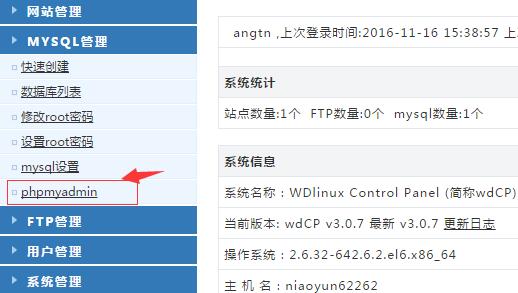 网站管理
MYSQL管理
快速创建
数据库列表
修改root密码
设置root密码
mysql设置
phpmyadmin
FTP管理
用户管理
系统管理
angtn ,上次登录时间:2016-11-16 15:38:57 上
系统统计
站点数量:1个 FTP数量:0个 mysql数量:1个
系统信息
系统名称 : WDlinux Control Panel (简称wdCP)
当前版本: wdCP v3.0.7 最新 v3.0.7 更新日志
操作系统 : 2.6.32-642.6.2.el6.x86_64
主 机 名 : niaoyun62262